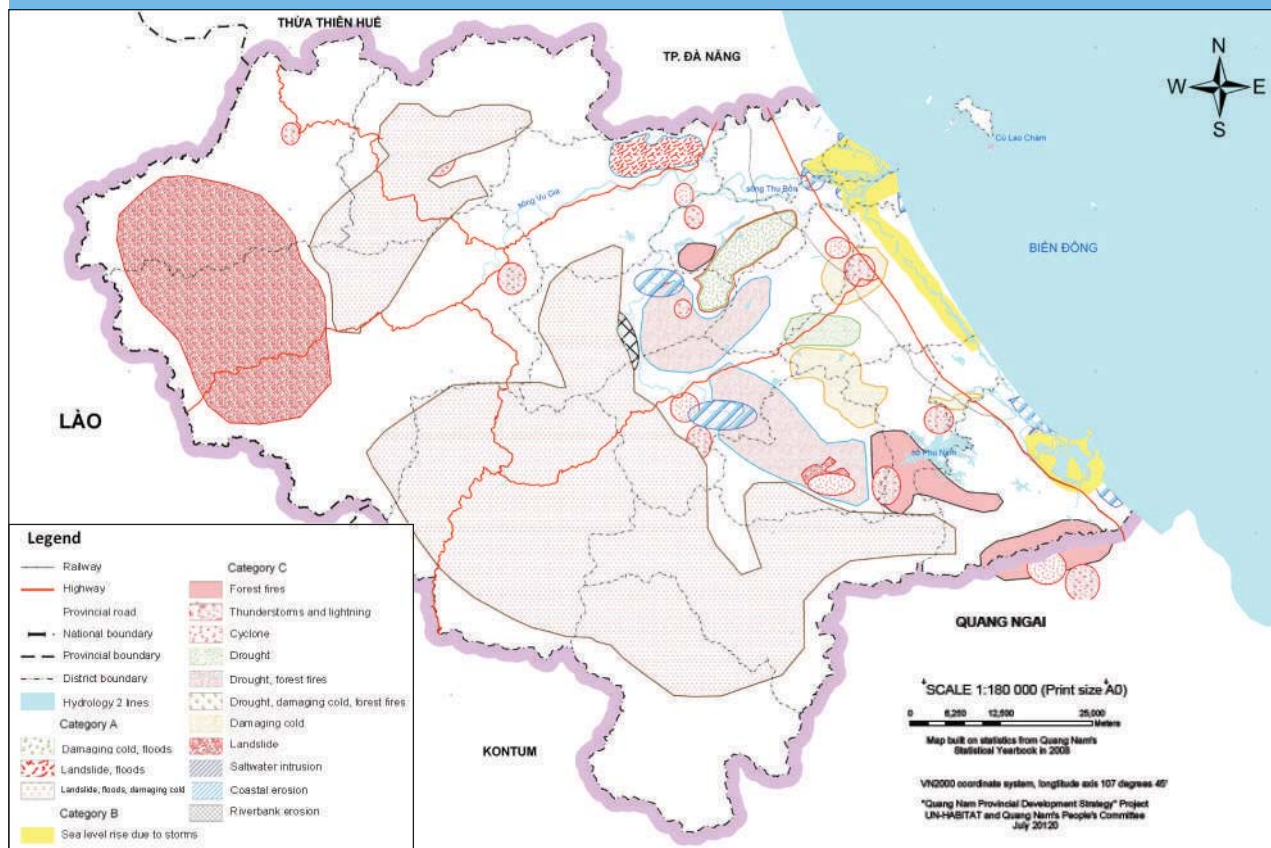 THỪA THIÊN HUẾ
TP. ĐÀ NẴNG
N
W E
S
Cù Lao Chàm
sông Vu Gia
sông Thu Bồn
BIỂN ĐÔNG
LÀO
hồ Phú Ninh
QUANG NGAI
KONTUM
Legend
Railway
Highway
Provincial road
National boundary
Provincial boundary
District boundary
Hydrology 2 lines
Category A
Damaging cold, floods
Landslide, floods
Landslide, floods, damaging cold
Category B
Sea level rise due to storms
Category C
Forest fires
Thunderstorms and lightning
Cyclone
Drought
Drought, forest fires
Drought, damaging cold, forest fires
Damaging cold
Landslide
Saltwater intrusion
Coastal erosion
Riverbank erosion
SCALE 1:180 000 (Print size A0)
0 6,250 12,500 25,000
Meters
Map built on statistics from Quang Nam's
Statistical Yearbook in 2008
VN2000 coordinate system, longtitude axis 107 degrees 45'
"Quang Nam Provincial Development Strategy" Project
UN-HABITAT and Quang Nam's People's Committee
July 20120